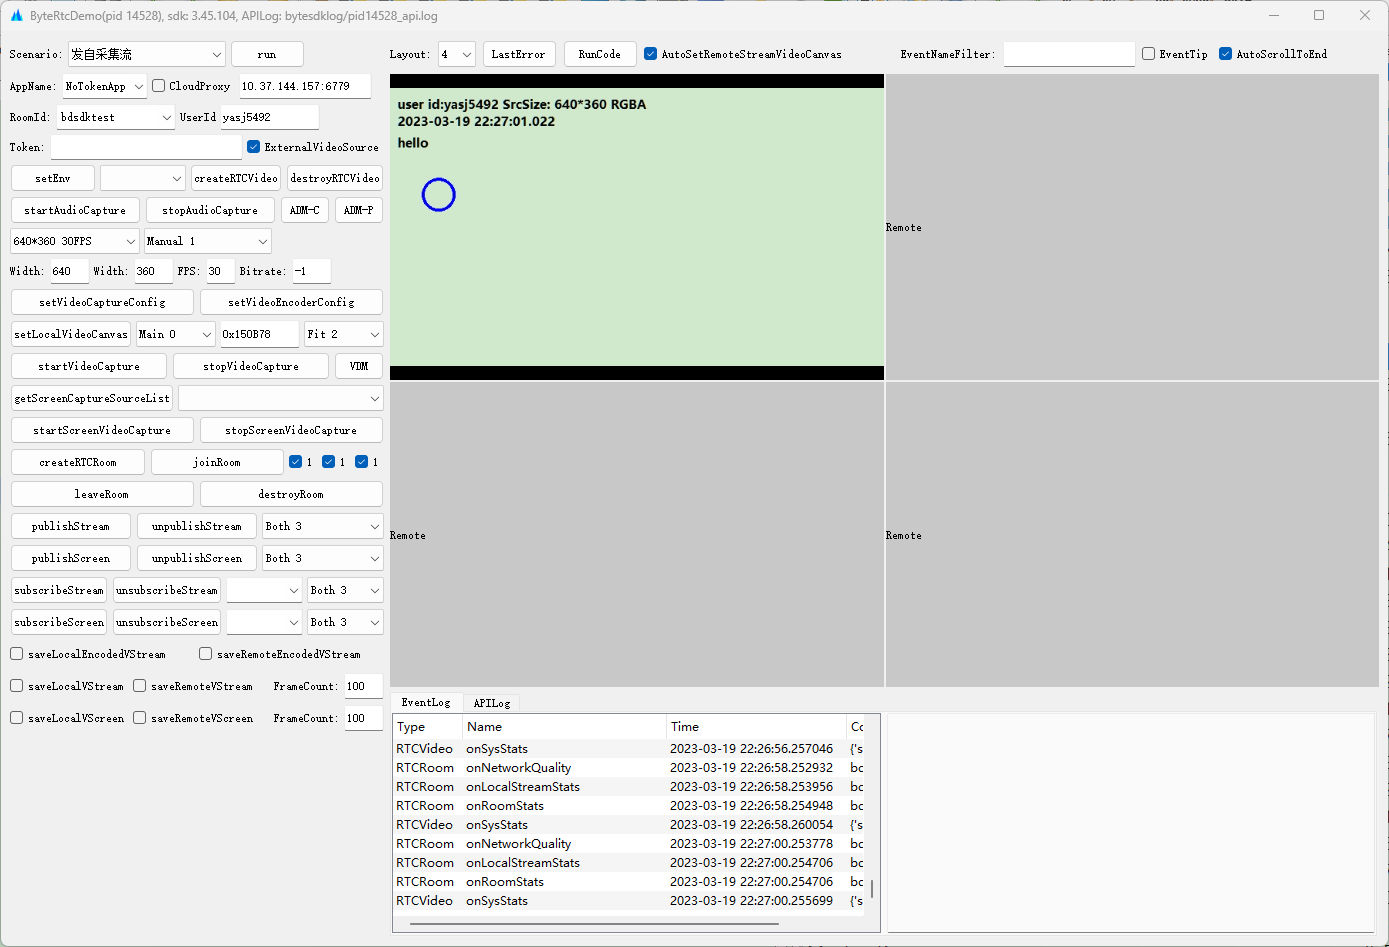 ByteRtcDemo(pid 14528), sdk: 3.45.104, APILog: bytesdklog/pid14528_api.log
Scenario: 发自采集流 run
AppName: NoTokenApp CloudProxy 10.37.144.157:6779
RoomId: bdsdktest UserId yasj5492
Token: ExternalVideoSource
setEnv createRTCVideo destroyRTCVideo
startAudioCapture stopAudioCapture ADM-C ADM-P
640*360 30FPS Manual 1
Width: 640 Width: 360 FPS: 30 Bitrate: -1
setVideoCaptureConfig setVideoEncoderConfig
setLocalVideoCanvas Main 0 0x150B78 Fit 2
startVideoCapture stopVideoCapture VDM
getScreenCaptureSourceList
startScreenVideoCapture stopScreenVideoCapture
createRTCRoom joinRoom 1 1 1
leaveRoom destroyRoom
publishStream unpublishStream Both 3
publishScreen unpublishScreen Both 3
subscribeStream unsubscribeStream Both 3
subscribeScreen unsubscribeScreen Both 3
saveLocalEncodedVStream saveRemoteEncodedVStream
saveLocalVStream saveRemoteVStream FrameCount: 100
saveLocalVScreen saveRemoteVScreen FrameCount: 100
Layout: 4 LastError RunCode AutoSetRemoteStreamVideoCanvas EventNameFilter: EventTip AutoScrollToEnd
user id:yasj5492 SrcSize: 640*360 RGBA
2023-03-19 22:27:01.022
hello
Remote
Remote
Remote
EventLog APILog
Type Name Time Cc
RTCVideo onSysStats 2023-03-19 22:26:56.257046 {'s
RTCRoom onNetworkQuality 2023-03-19 22:26:58.252932 bc
RTCRoom onLocalStreamStats 2023-03-19 22:26:58.253956 bc
RTCRoom onRoomStats 2023-03-19 22:26:58.254948 bc
RTCVideo onSysStats 2023-03-19 22:26:58.260054 {'s
RTCRoom onNetworkQuality 2023-03-19 22:27:00.253778 bc
RTCRoom onLocalStreamStats 2023-03-19 22:27:00.254706 bc
RTCRoom onRoomStats 2023-03-19 22:27:00.254706 bc
RTCVideo onSysStats 2023-03-19 22:27:00.255699 {'s